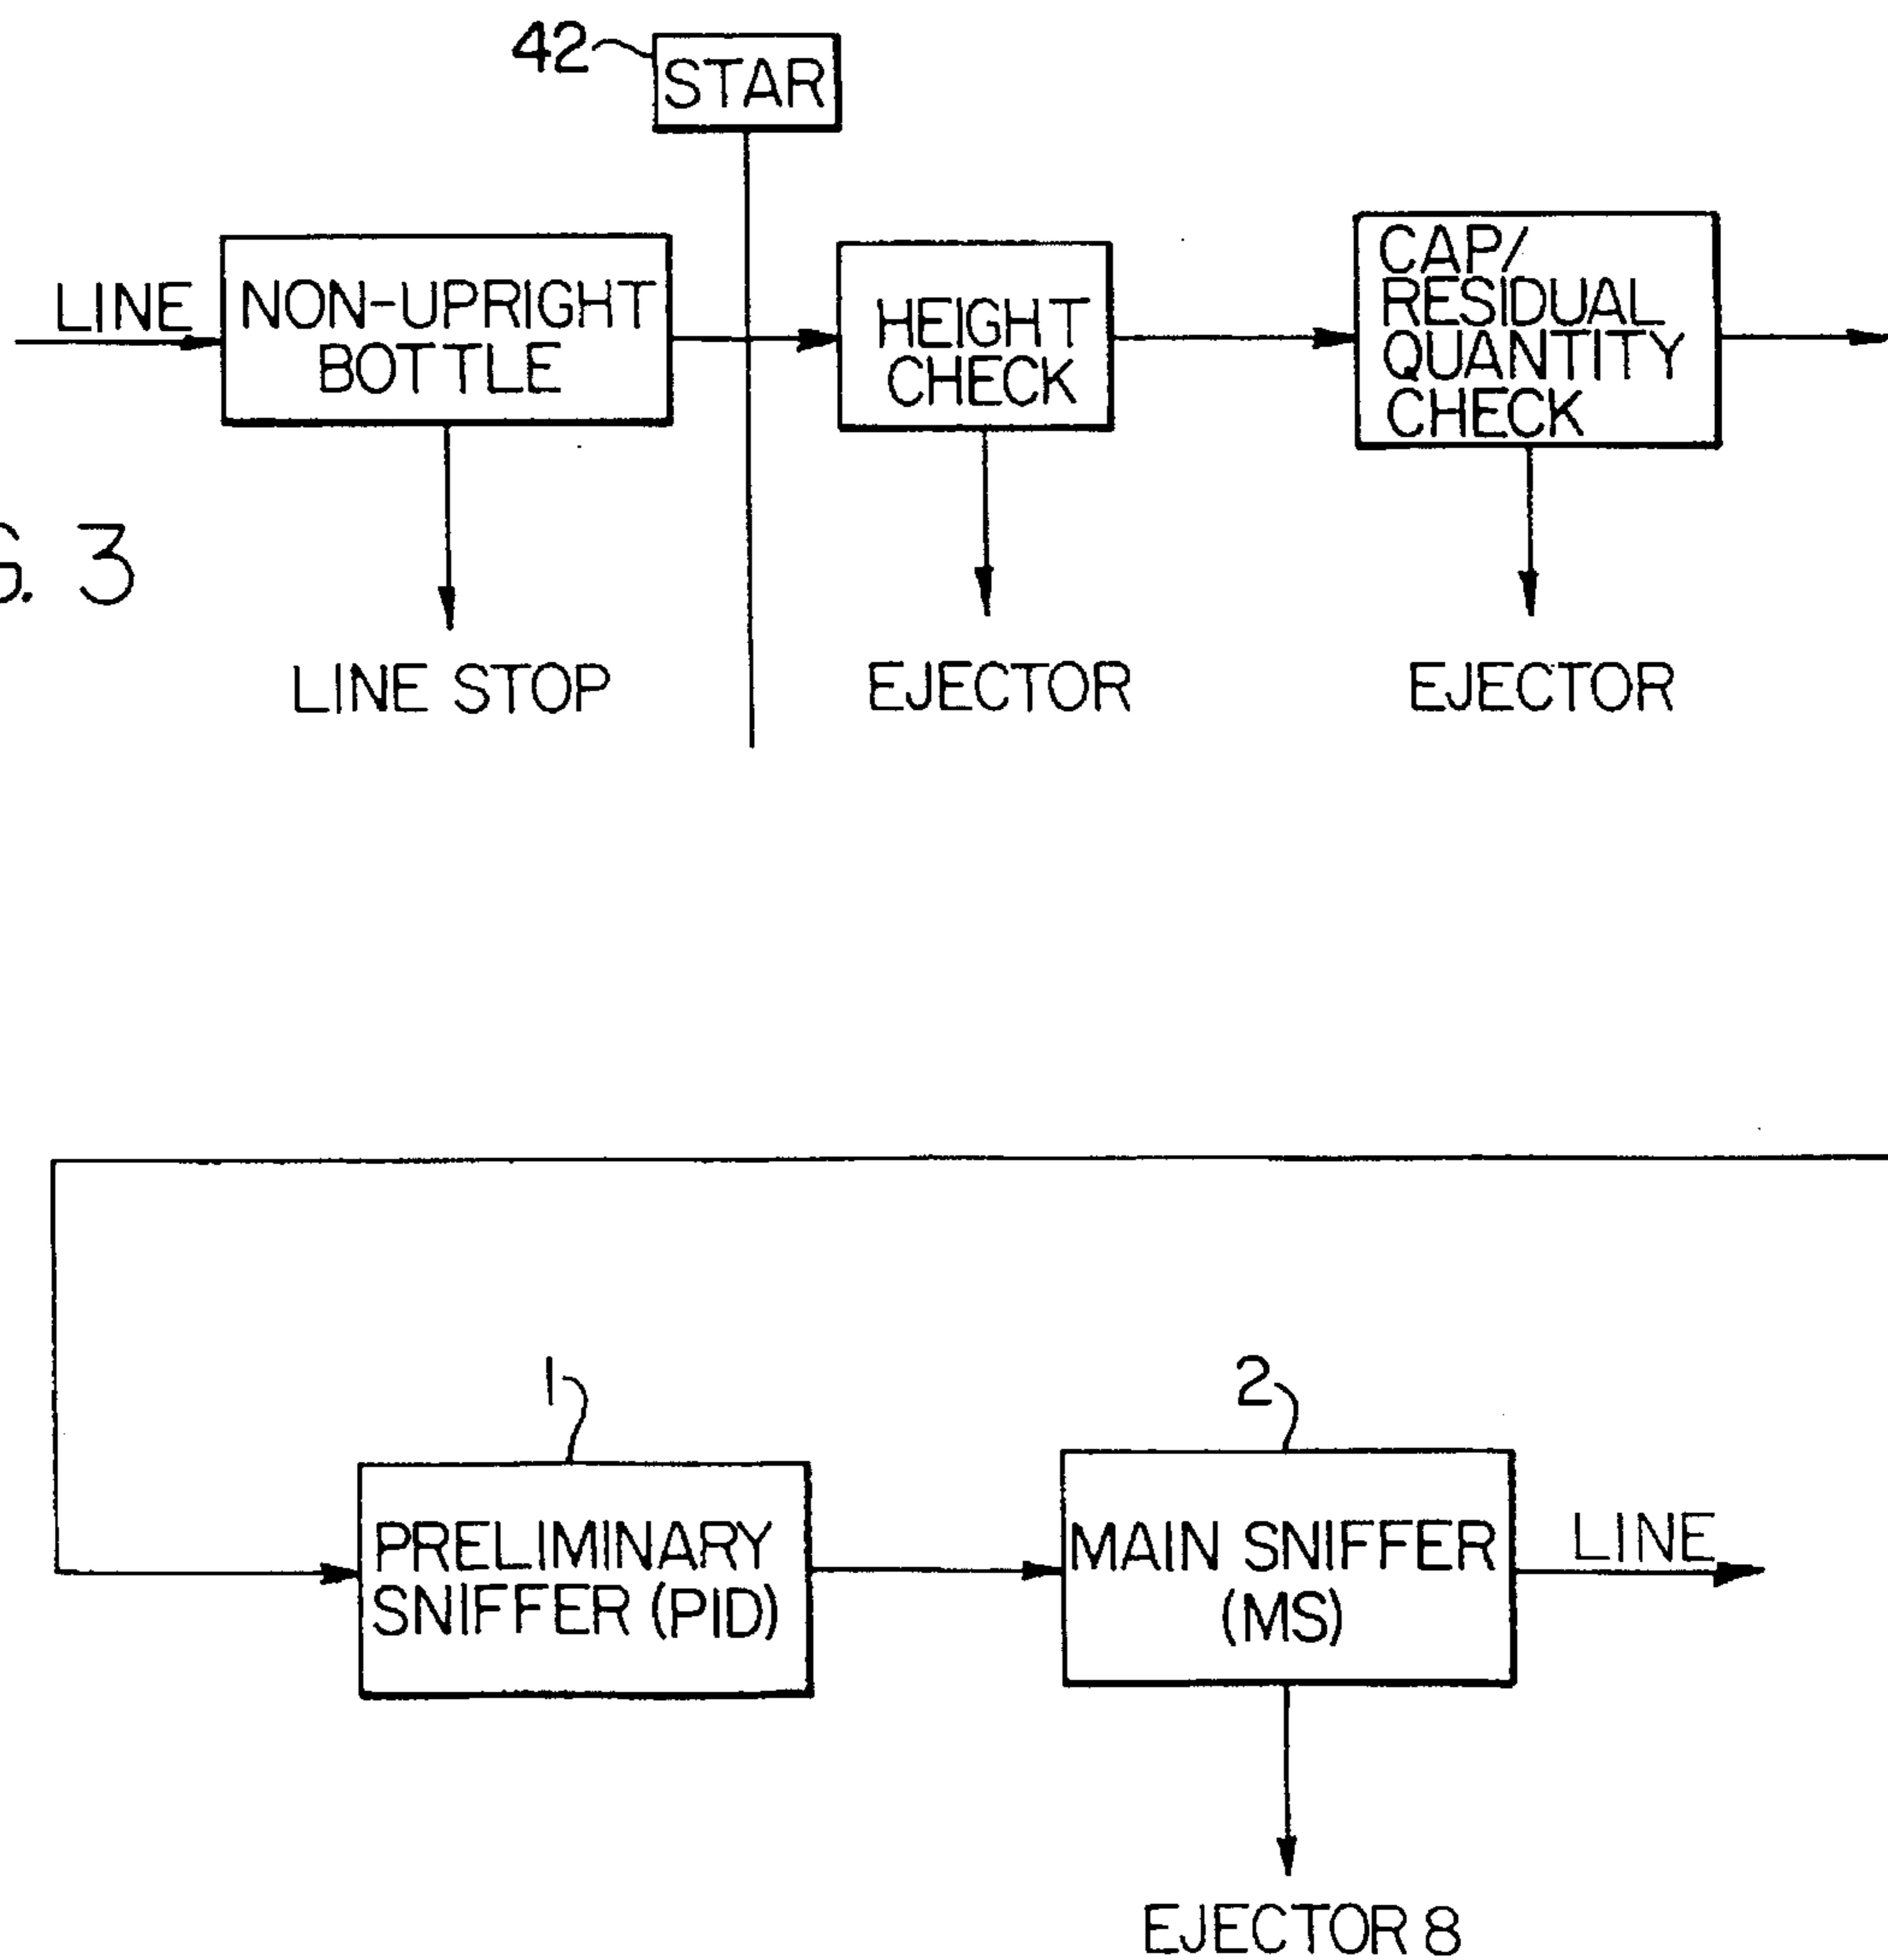 42
STAR
LINE
NON-UPRIGHT
BOTTLE
HEIGHT
CHECK
CAP/
RESIDUAL
QUANTITY
CHECK
G. 3
LINE STOP
EJECTOR
EJECTOR
1
2
PRELIMINARY
SNIFFER (PID)
MAIN SNIFFER
(MS)
LINE
EJECTOR 8